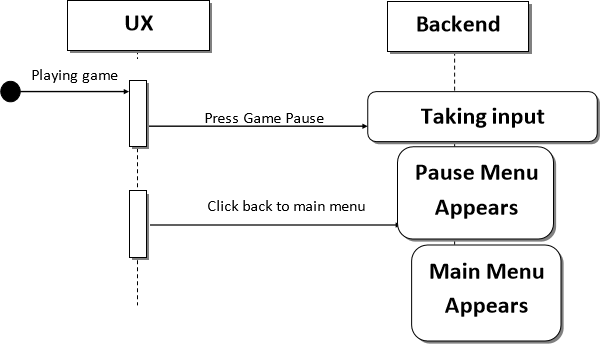 UX
Backend
Playing game
Press Game Pause
Taking input
Pause Menu
Appears
Click back to main menu
Main Menu
Appears